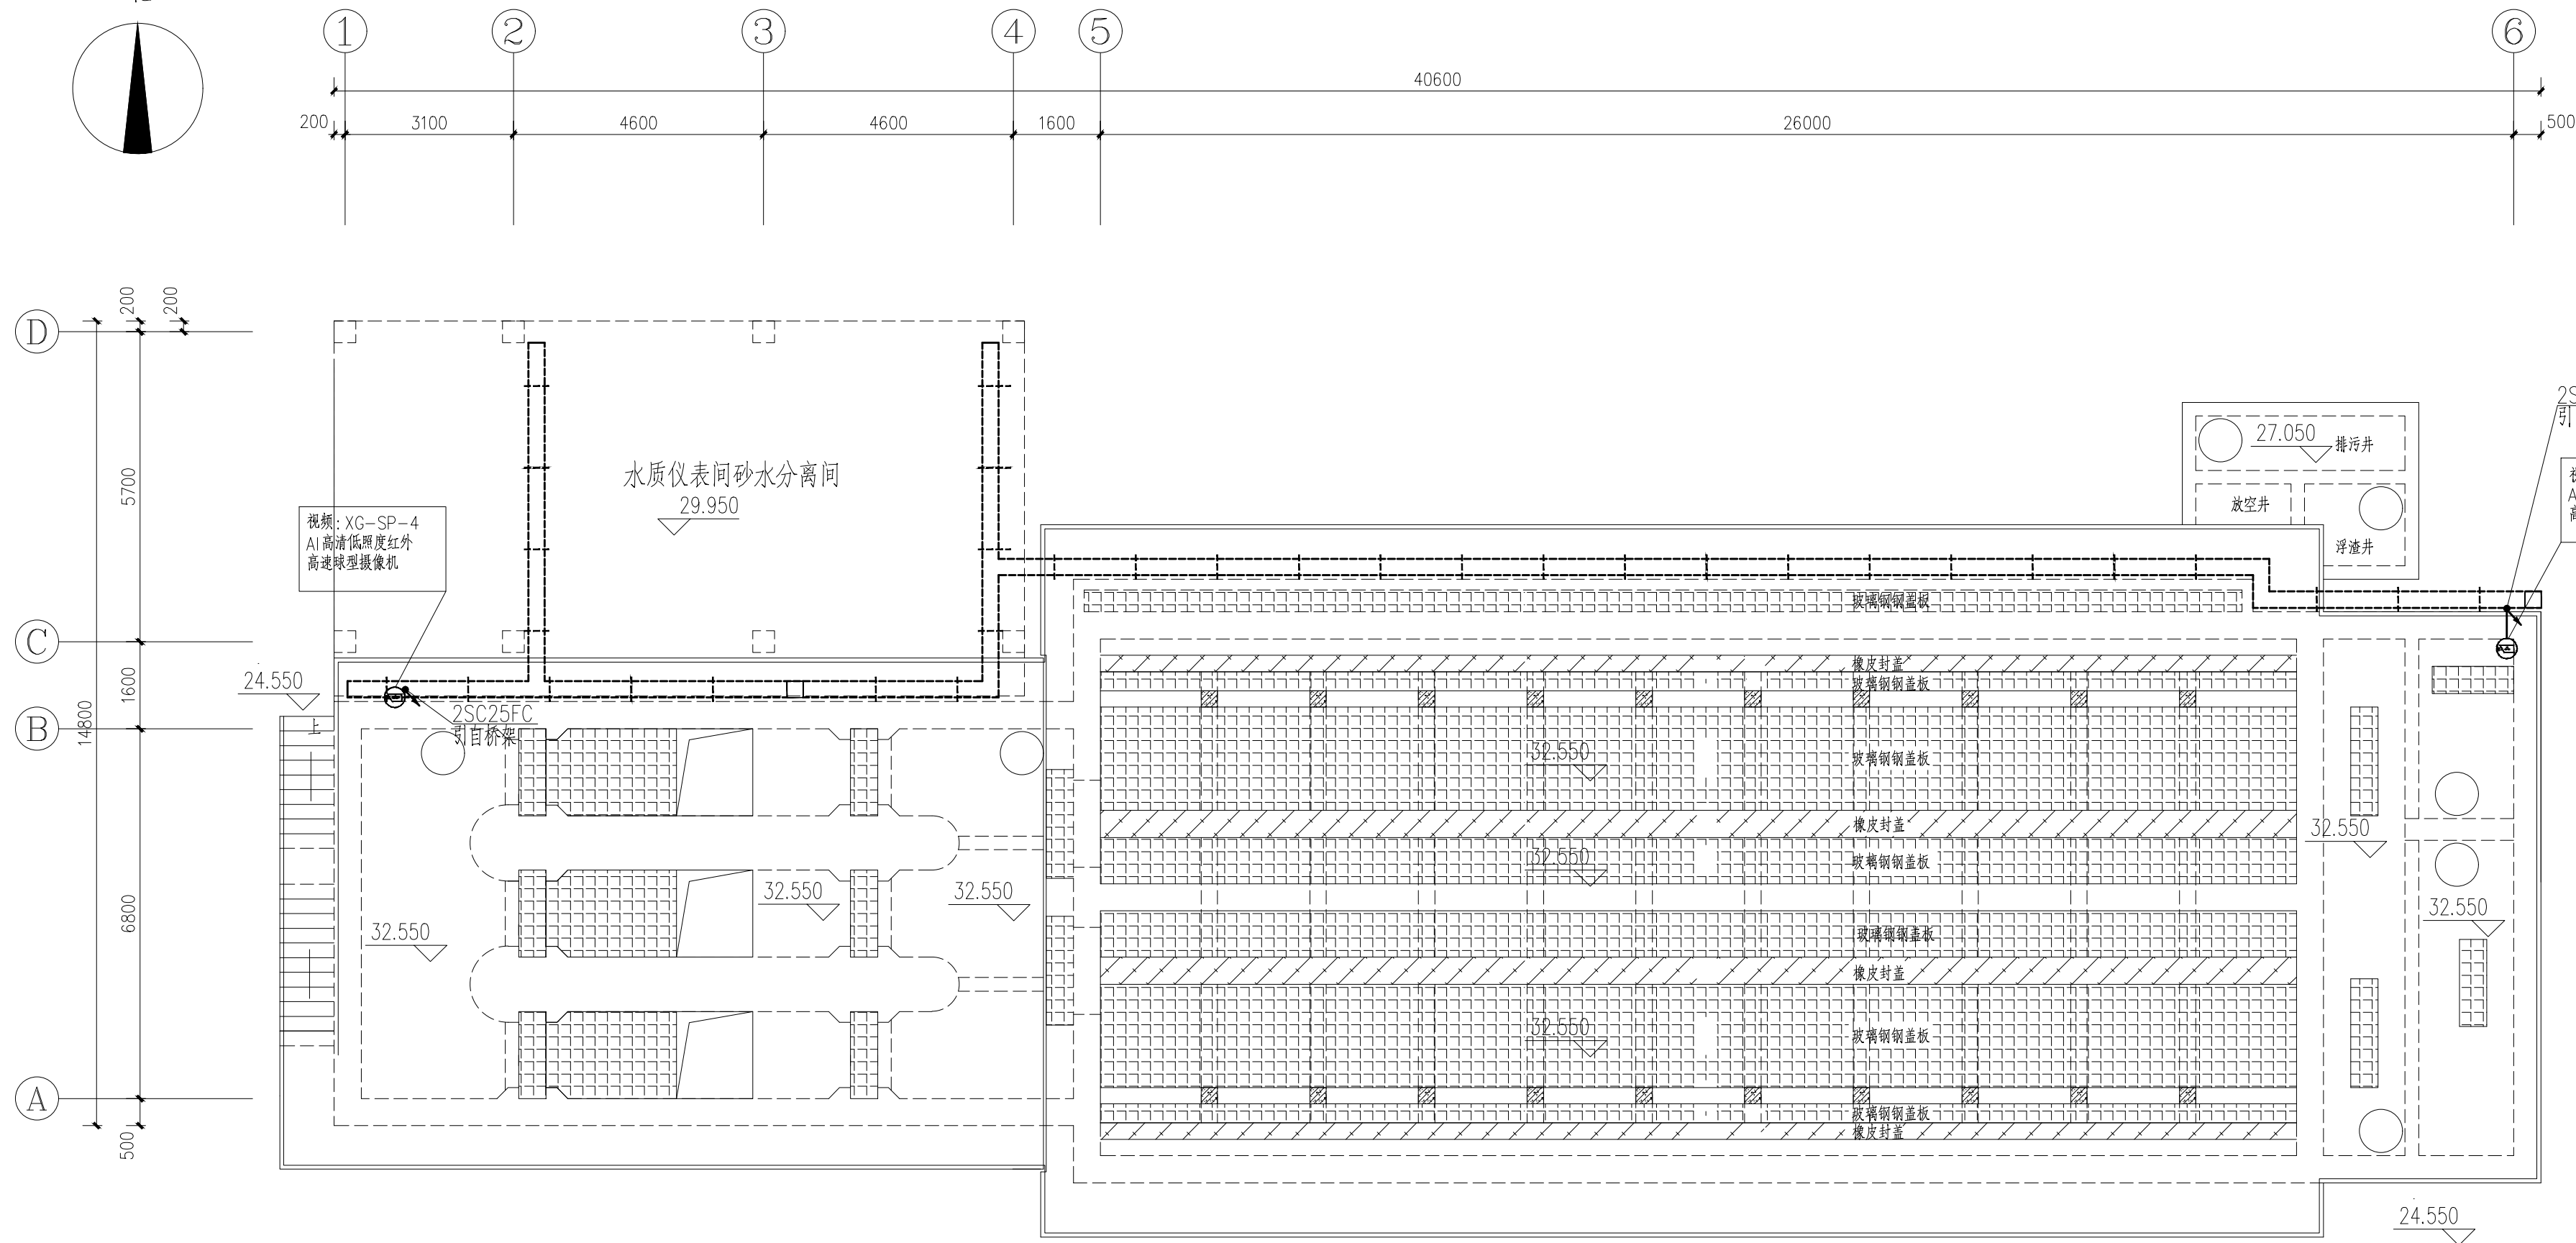 1
2
3
4
5
6
40600
200
3100
4600
4600
1600
26000
500
200
200
D
5700
C
1600
B
14800
6800
A
500
水质仪表间砂水分离间
29.950
视频:XG-SP-4
AI高清低照度红外
高速球型摄像机
24.550
上
2SC25FC
引自桥架
27.050
排污井
放空井
浮渣井
2S
引
A
玻璃钢钢盖板
橡皮封盖
玻璃钢钢盖板
32.550
玻璃钢钢盖板
橡皮封盖
32.550
玻璃钢钢盖板
32.550
32.550
32.550
32.550
32.550
玻璃钢钢盖板
橡皮封盖
32.550
玻璃钢钢盖板
玻璃钢钢盖板
橡皮封盖
24.550